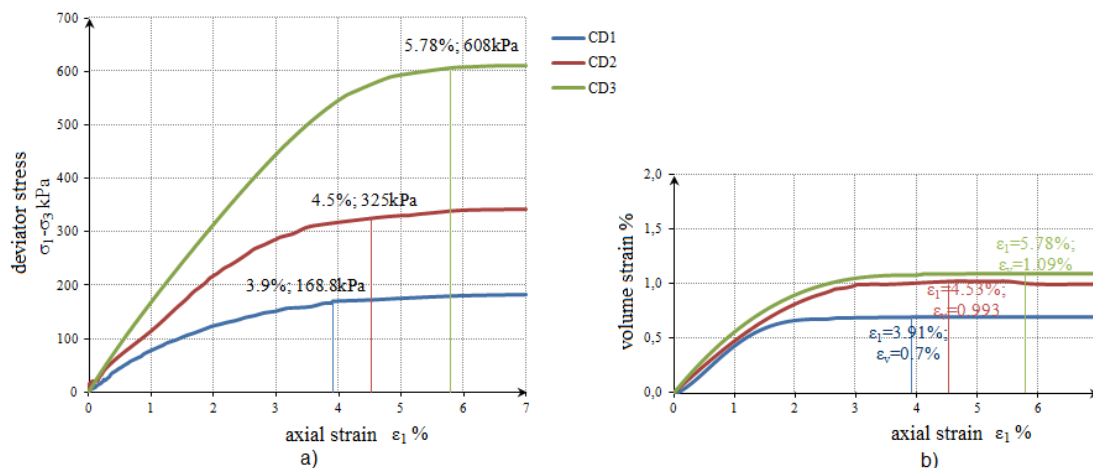 700
600
500
400
300
200
100
0
deviator stress
σ₁-σ₃ kPa
5.78%; 608kPa
4.5%; 325kPa
3.9%; 168.8kPa
0 1 2 3 4 5 6 7
axial strain ε₁ %
a)
CD1
CD2
CD3
2,0
1,5
1,0
0,5
0,0
volume strain %
ε₁=5.78%;
εᵥ=1.09%
ε₁=4.53%;
εᵥ=0.993
ε₁=3.91%;
εᵥ=0.7%
0 1 2 3 4 5 6
axial strain ε₁ %
b)